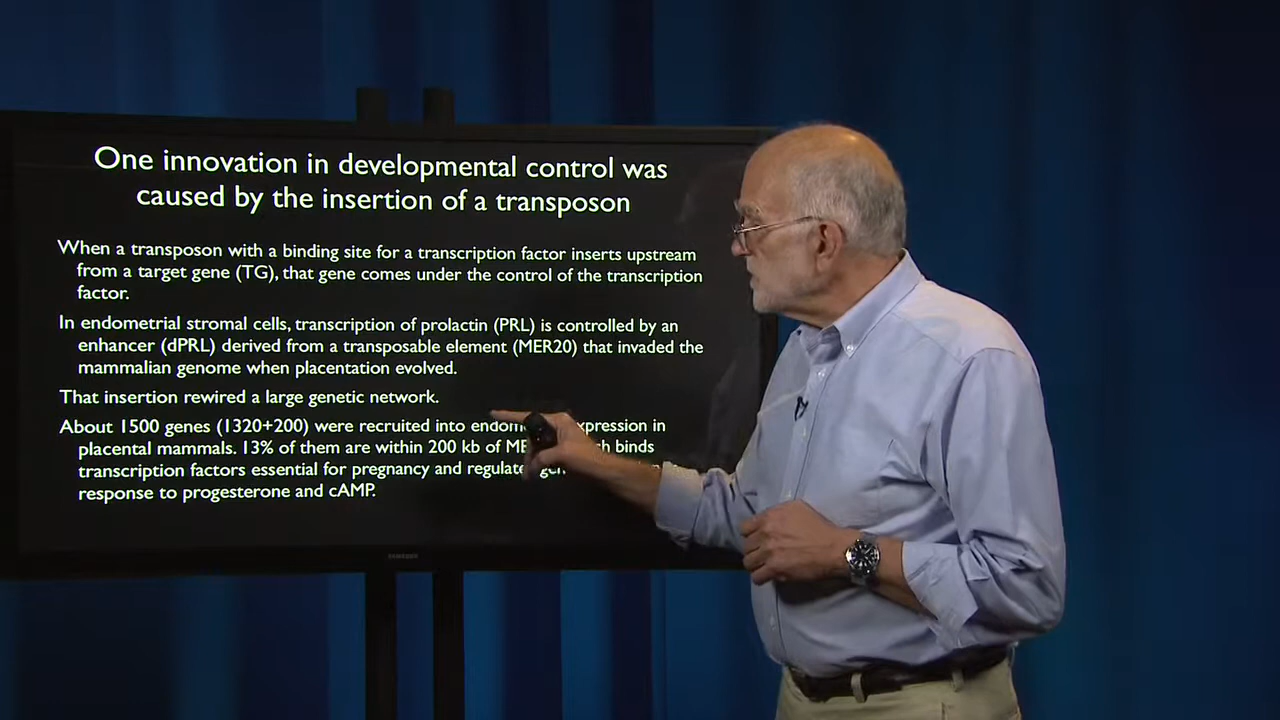 One innovation in developmental control was
caused by the insertion of a transposon
When a transposon with a binding site for a transcription factor inserts upstream
from a target gene (TG), that gene comes under the control of the transcription
factor.
In endometrial stromal cells, transcription of prolactin (PRL) is controlled by an
enhancer (dPRL) derived from a transposable element (MER20) that invaded the
mammalian genome when placentation evolved.
That insertion rewired a large genetic network.
About 1500 genes (1320+200) were recruited into expression in
placental mammals. 13% of them are within 200 kb of binds
transcription factors essential for pregnancy and
response to progesterone and cAMP.
SAMSUNG